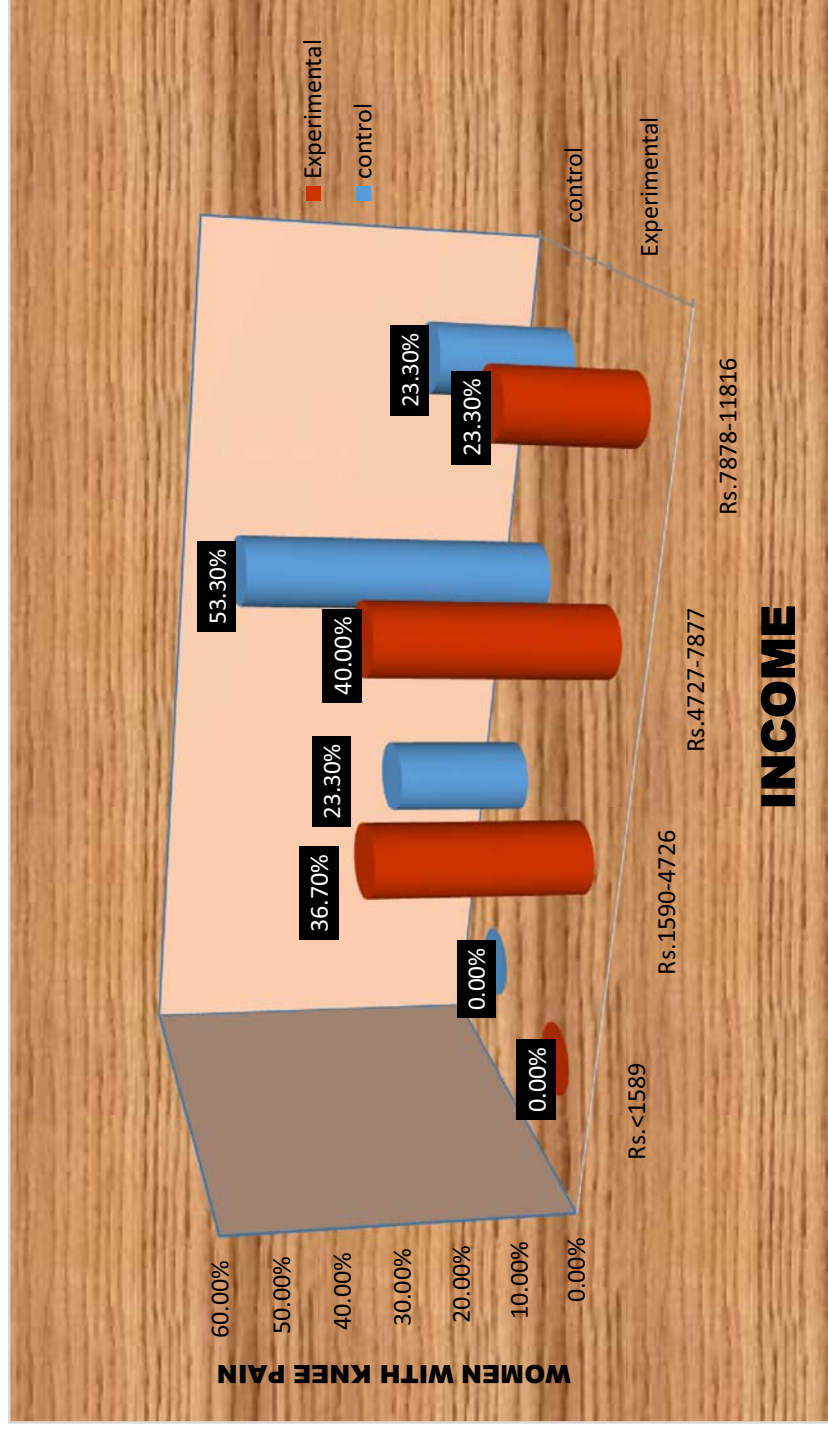 WOMEN WITH KNEE PAIN
60.00%
50.00%
40.00%
30.00%
20.00%
10.00%
0.00%
0.00%
0.00%
36.70%
23.30%
40.00%
53.30%
23.30%
23.30%
Rs.<1589
Rs.1590-4726
Rs.4727-7877
Rs.7878-11816
INCOME
control
Experimental
Experimental
control